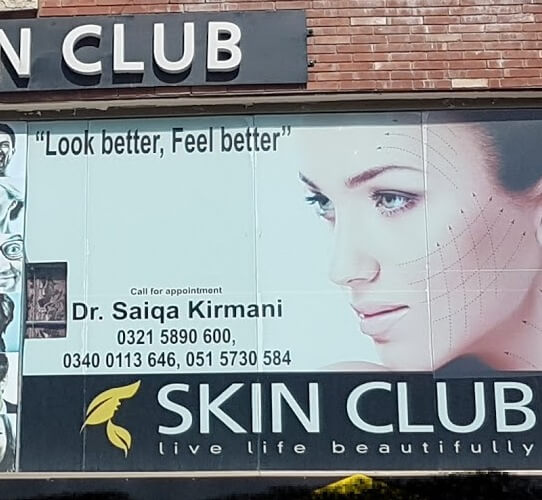 N CLUB
“Look better, Feel better”
Call for appointment
Dr. Saiqa Kirmani
0321 5890 600,
0340 0113 646, 051 5730 584
SKIN CLUB
live life beautifully